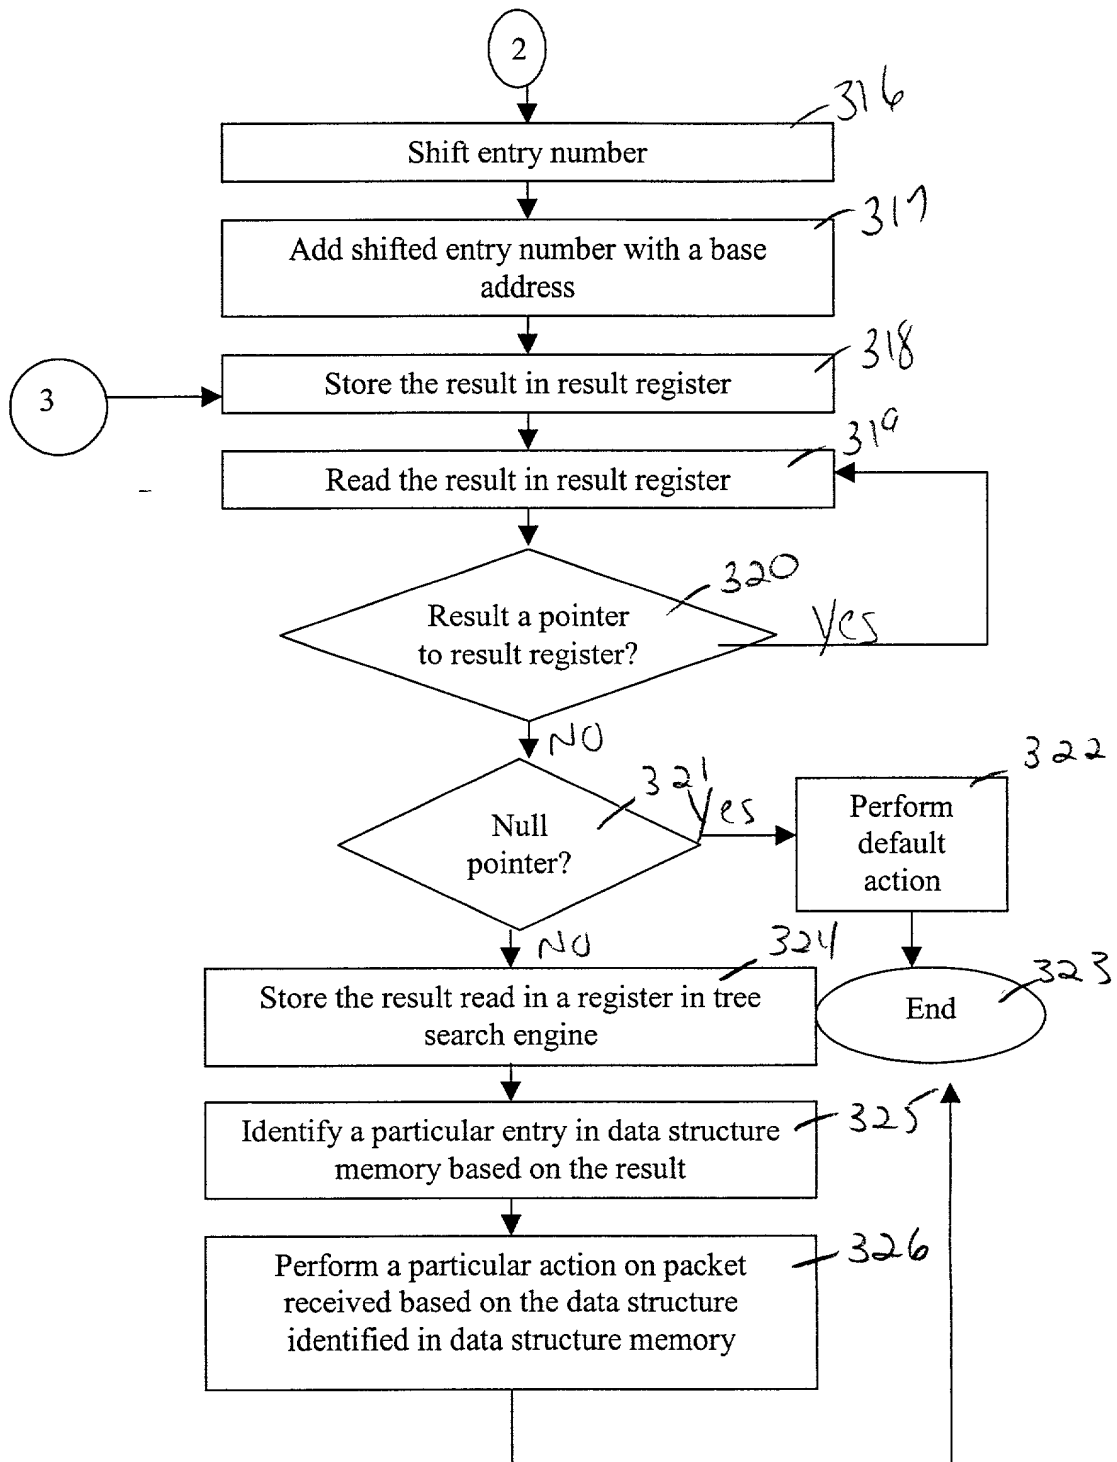 2
316
Shift entry number
317
Add shifted entry number with a base
address
318
Store the result in result register
3
319
Read the result in result register
320
Result a pointer
to result register?
Yes
NO
321
Yes
Null
pointer?
322
Perform
default
action
NO
324
Store the result read in a register in tree
search engine
323
End
325
Identify a particular entry in data structure
memory based on the result
326
Perform a particular action on packet
received based on the data structure
identified in data structure memory